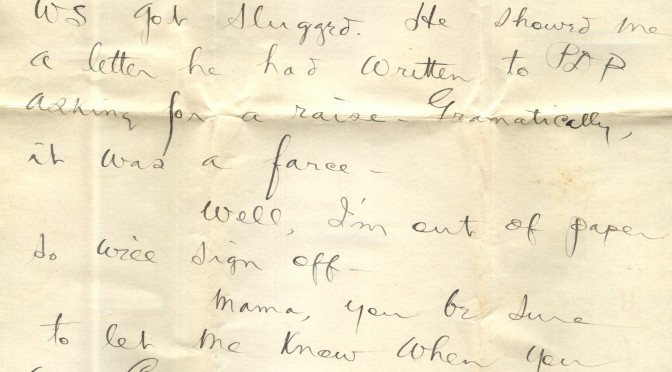 WS got slugged. He showed me
a letter he had written to PDP
asking for a raise - Gramatically,
it was a farce -
Well, I'm out of paper
so will sign off -
Mama, you be sure
to let me know when you